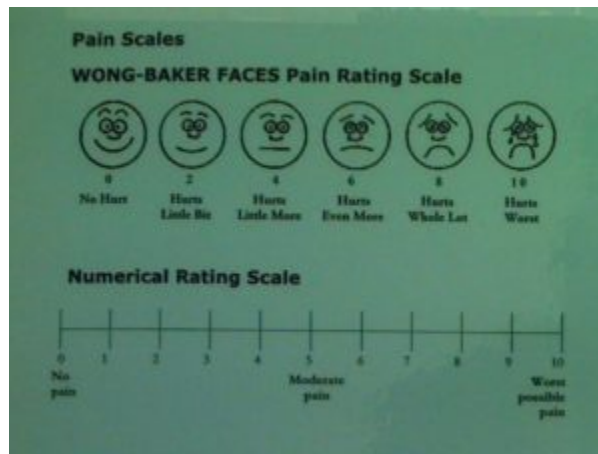 Pain Scales
WONG-BAKER FACES Pain Rating Scale
0 2 4 6 8 10
No Hurt Hurts Hurts Hurts Hurts Hurts
Little Bit Little More Even More Whole Lot Worst
Numerical Rating Scale
0 1 2 3 4 5 6 7 8 9 10
No Moderate Worst
pain pain possible
pain